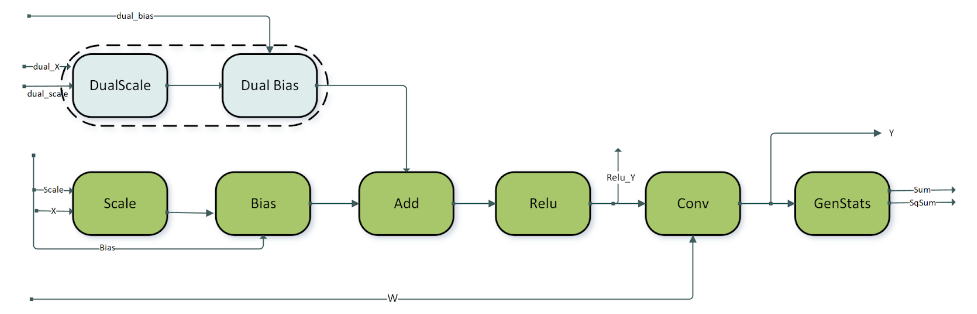 dual_bias
dual_X
dual_scale
DualScale
Dual Bias
Y
Relu_Y
Scale
X
Bias
Scale
Bias
Add
Relu
Conv
GenStats
Sum
SqSum
W